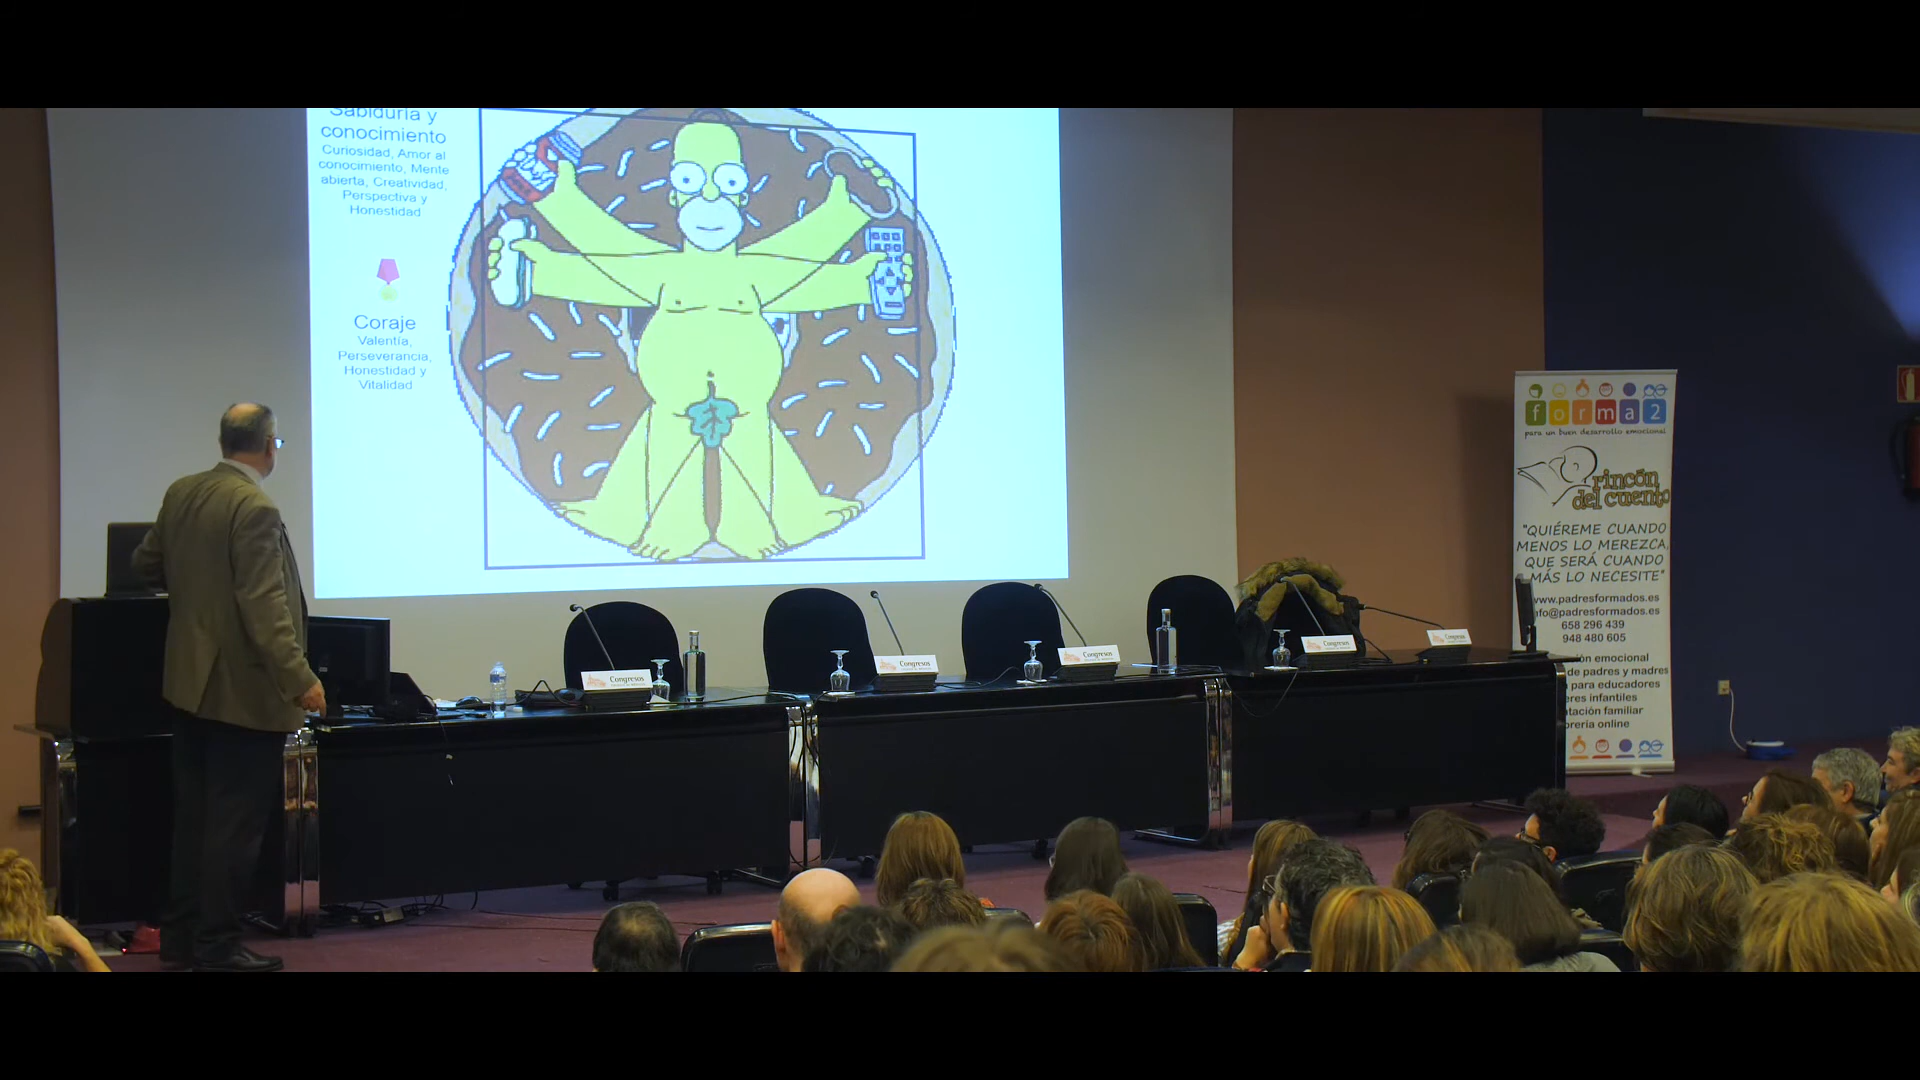 Sabiduría y
conocimiento
Curiosidad, Amor al
conocimiento, Mente
abierta, Creatividad,
Perspectiva y
Honestidad
Coraje
Valentía,
Perseverancia,
Honestidad y
Vitalidad
forma2
para un buen desarrollo emocional
rincón
del cuento
"QUIÉREME CUANDO
MENOS LO MEREZCA,
QUE SERÁ CUANDO
MÁS LO NECESITE"
www.padresformados.es
info@padresformados.es
658 296 439
948 480 605
emocional
de padres y madres
para educadores
infantiles
familiar
online
Congresos
Congresos
Congresos
Congresos